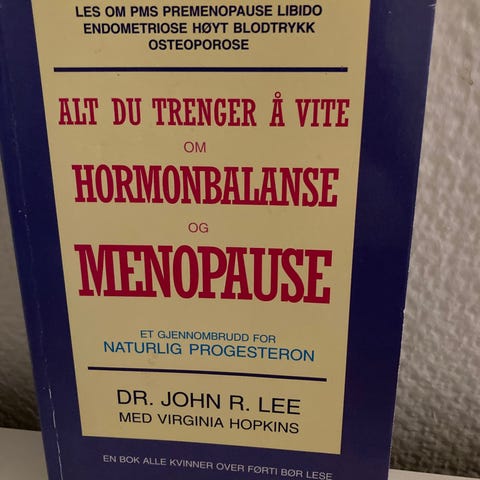 LES OM PMS PREMENOPAUSE LIBIDO
ENDOMETRIOSE HØYT BLODTRYKK
OSTEOPOROSE
ALT DU TRENGER Å VITE
OM
HORMONBALANSE
OG
MENOPAUSE
ET GJENNOMBRUDD FOR
NATURLIG PROGESTERON
DR. JOHN R. LEE
MED VIRGINIA HOPKINS
EN BOK ALLE KVINNER OVER FØRTI BØR LESE